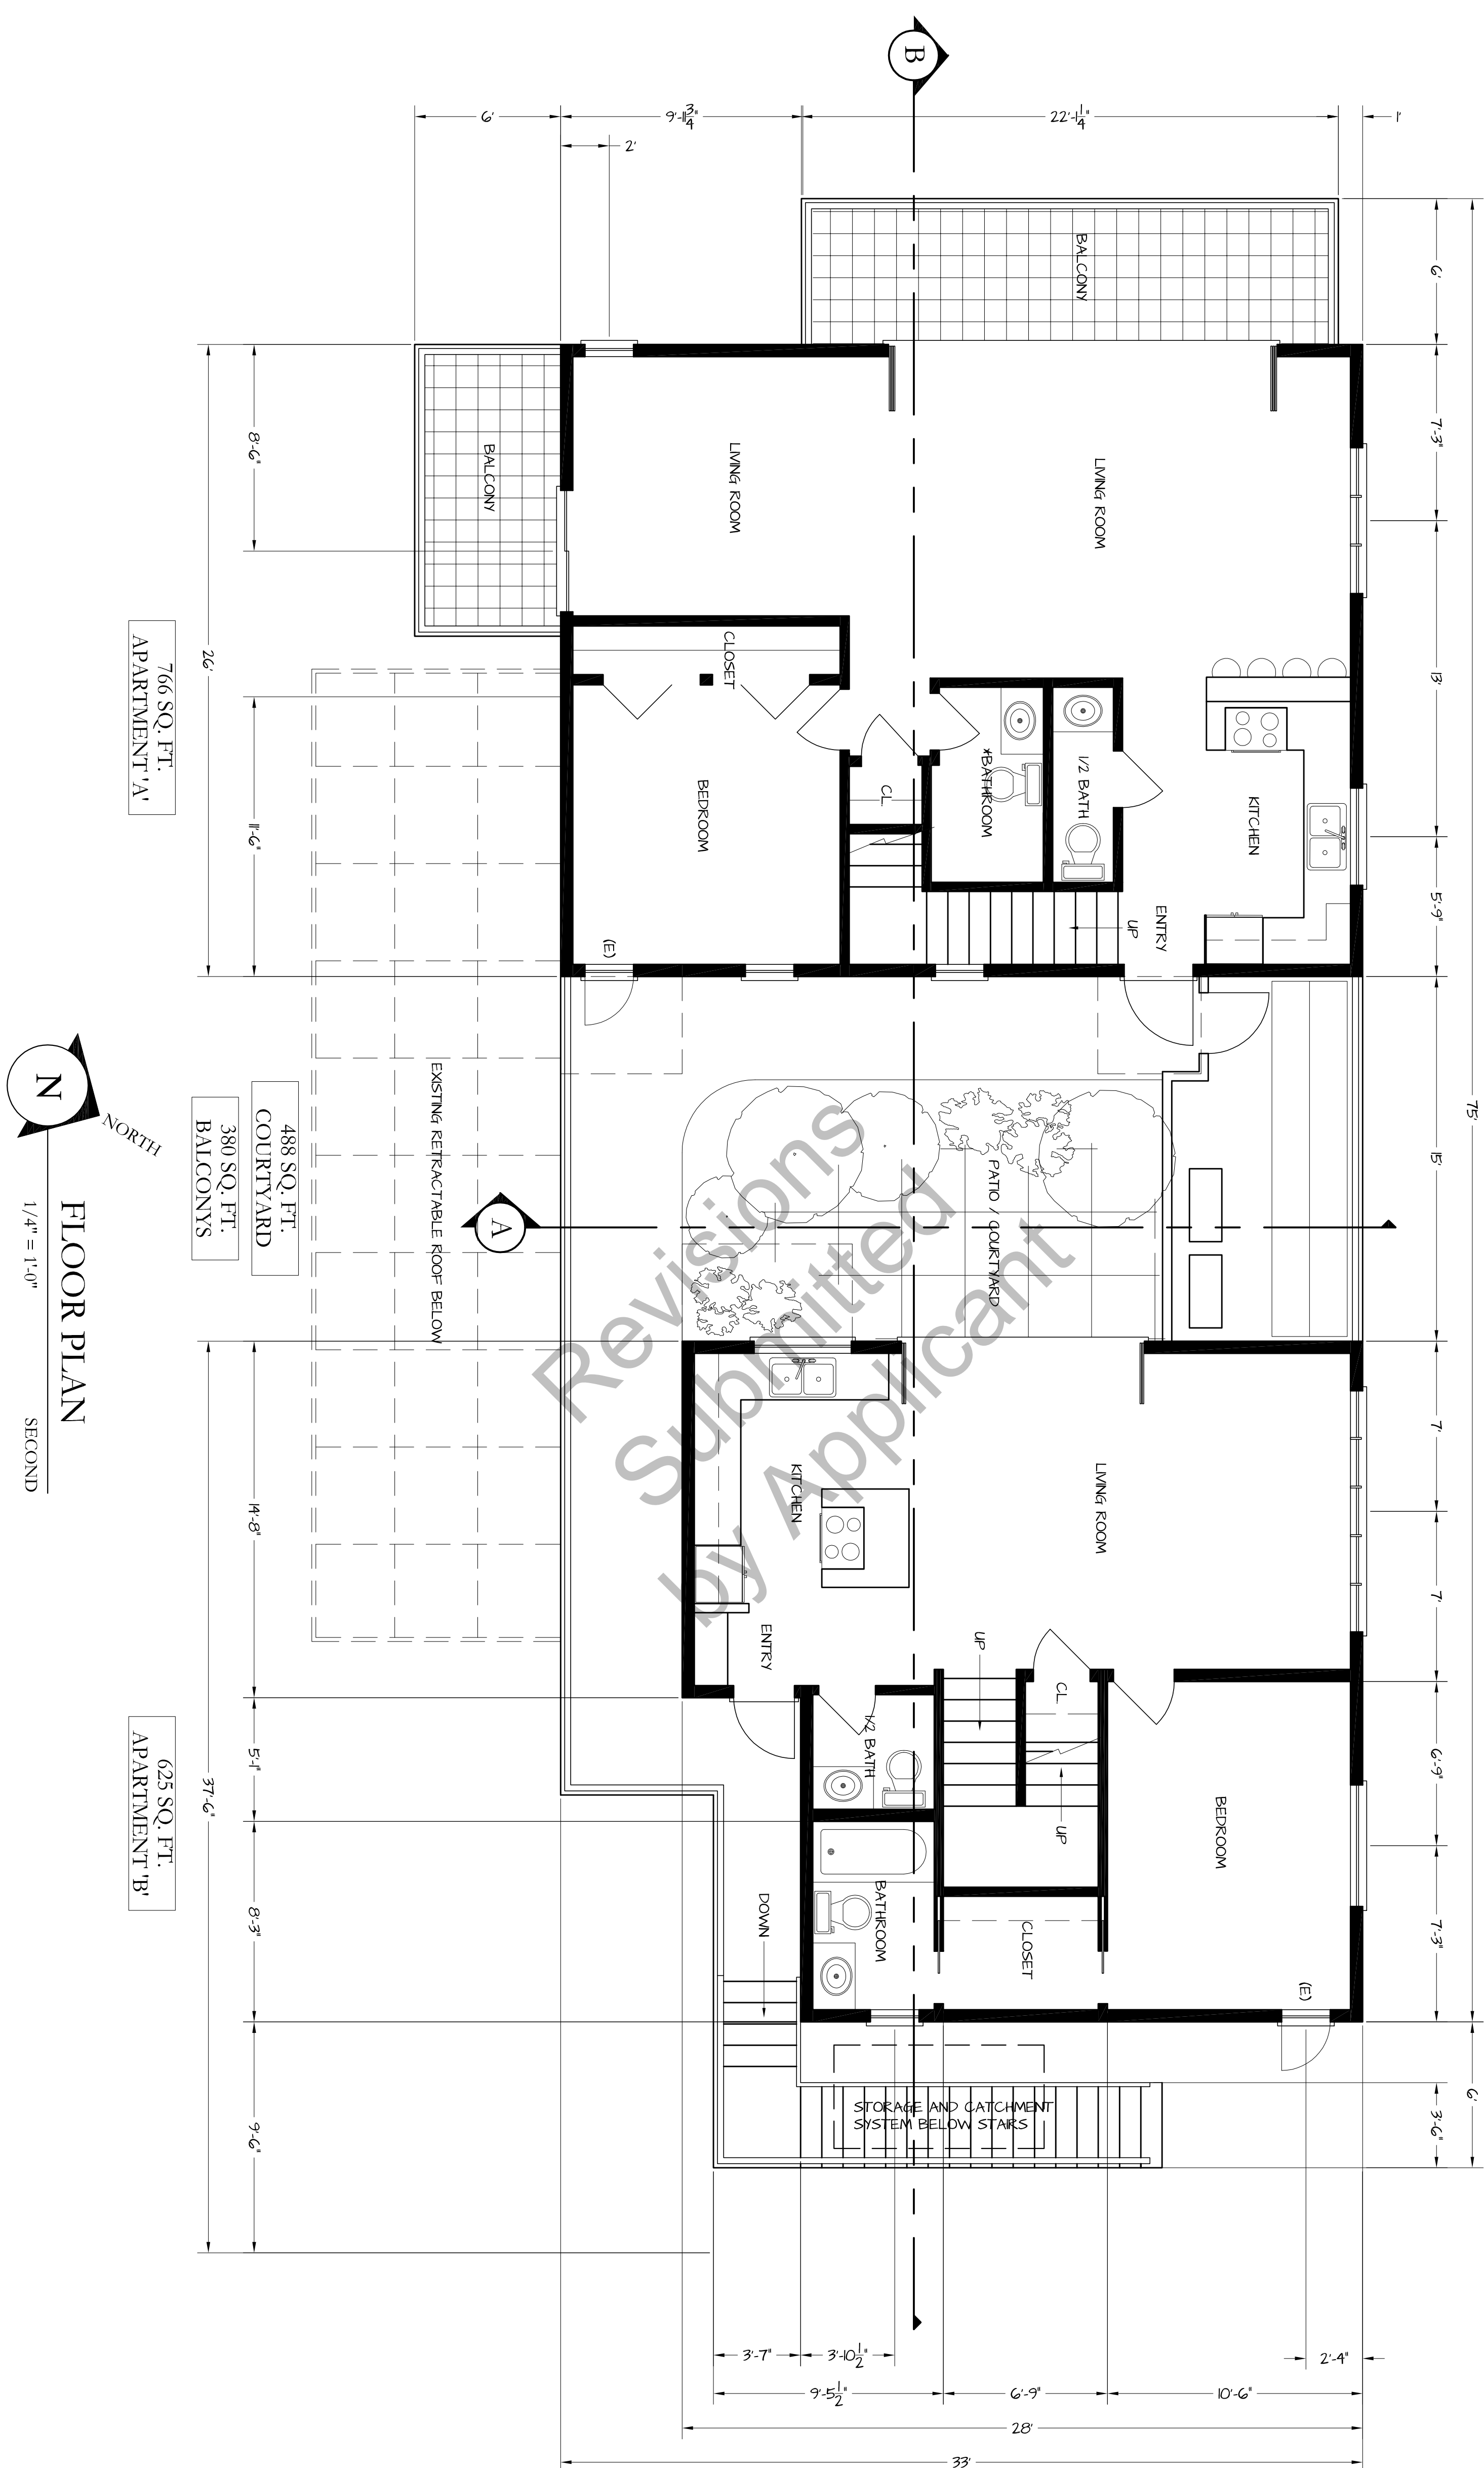 B
6'
9'-11 3/4"
22'-1 1/4"
1'
2'
75'
6'
7'-3"
13'
5'-9"
15'
7'
7'
6'-9"
7'-3"
6'
3'-6"
BALCONY
BALCONY
LIVING ROOM
LIVING ROOM
CLOSET
BEDROOM
CL
*BATHROOM
1/2 BATH
KITCHEN
ENTRY
UP
(E)
8'-6"
26'
11'-6"
766 SQ. FT.
APARTMENT 'A'
EXISTING RETRACTABLE ROOF BELOW
PATIO / COURTYARD
A
488 SQ. FT.
COURTYARD
380 SQ. FT.
BALCONYS
N
NORTH
FLOOR PLAN
1/4" = 1'-0"
SECOND
Revisions
Submitted
by Applicant
KITCHEN
LIVING ROOM
ENTRY
UP
CL
UP
1/2 BATH
BEDROOM
BATHROOM
CLOSET
(E)
DOWN
STORAGE AND CATCHMENT
SYSTEM BELOW STAIRS
14'-8"
5'-1"
8'-3"
9'-6"
37'-6"
625 SQ. FT.
APARTMENT 'B'
3'-7"
3'-10 1/2"
2'-4"
9'-5 1/2"
6'-9"
10'-6"
28'
33'